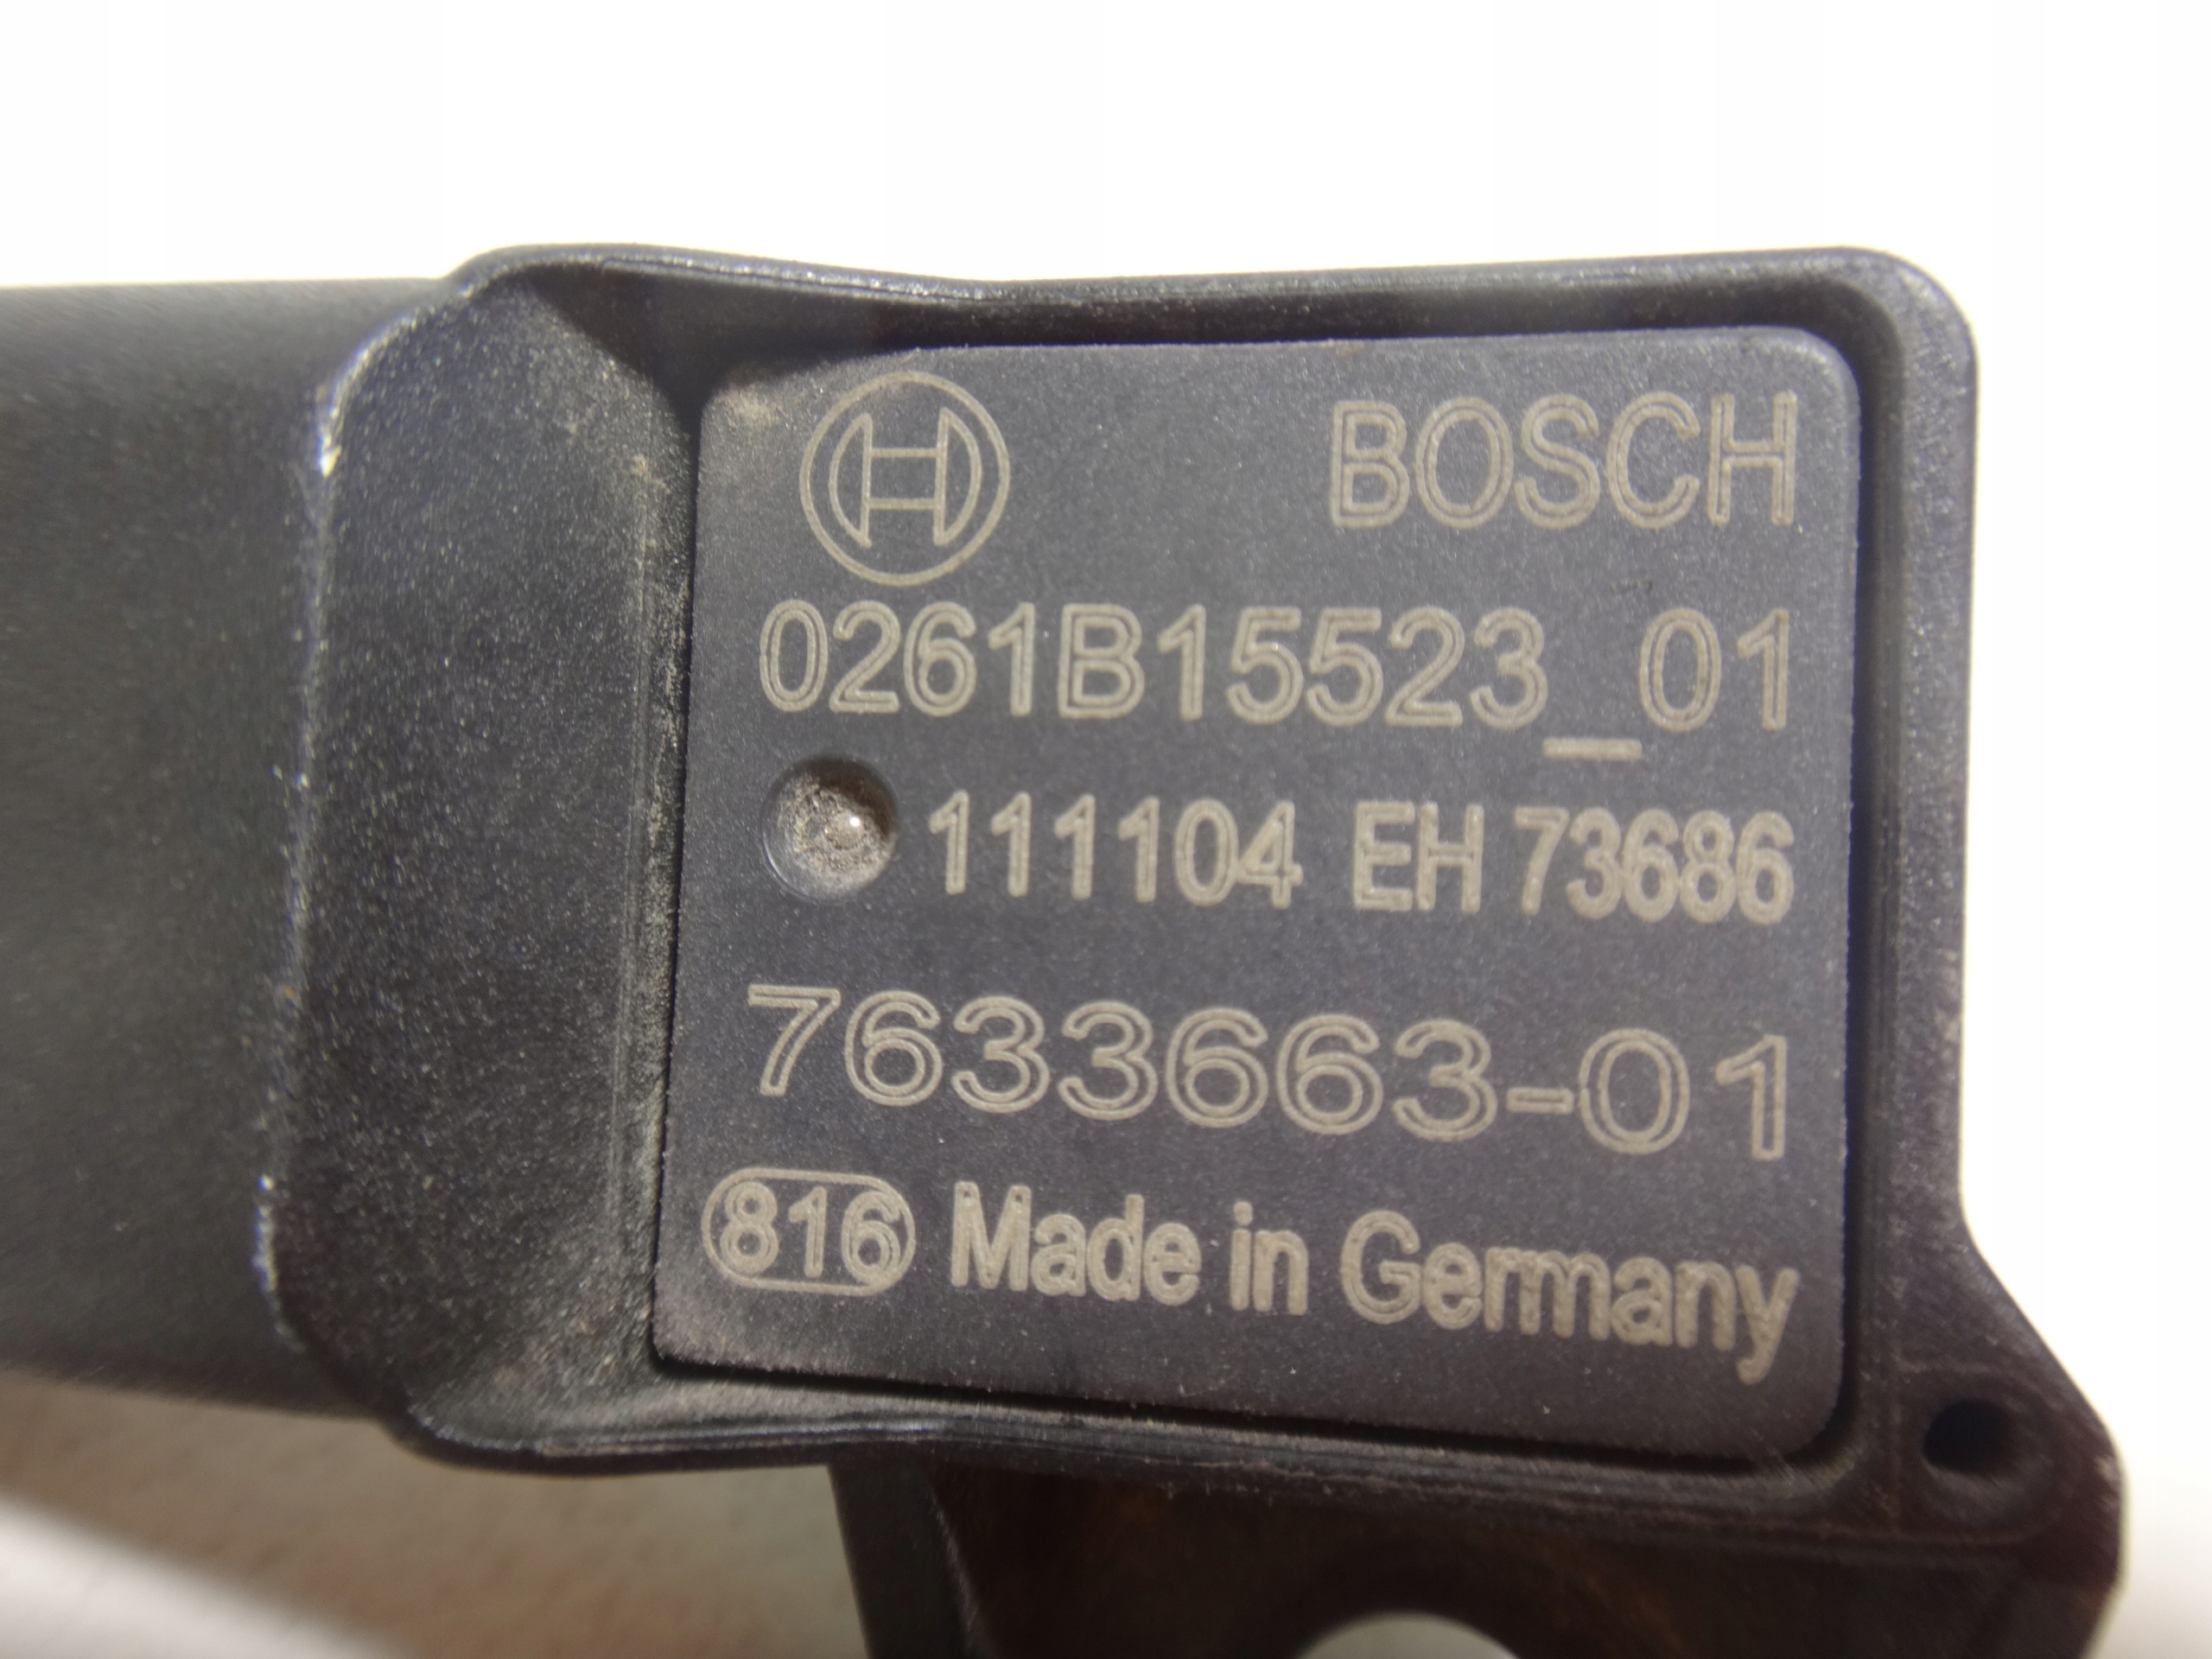 BOSCH
0261B15523_01
111104 EH 73686
7633663-01
816 Made in Germany